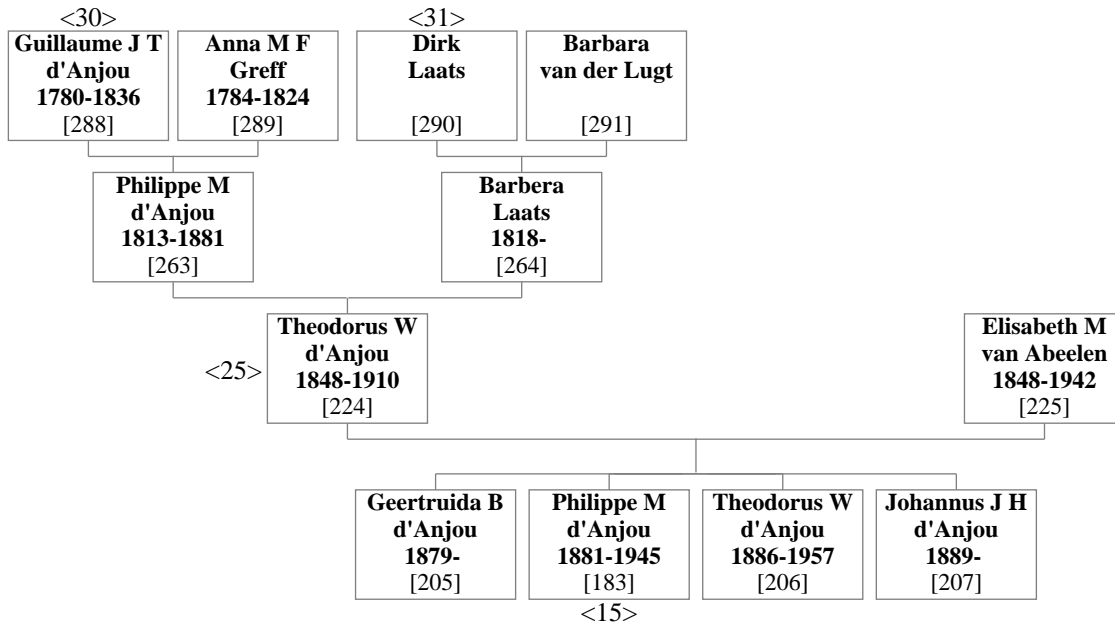 <30>
Guillaume J T
d'Anjou
1780-1836
[288]
Anna M F
Greff
1784-1824
[289]
<31>
Dirk
Laats
[290]
Barbara
van der Lugt
[291]
Philippe M
d'Anjou
1813-1881
[263]
Barbera
Laats
1818-
[264]
<25>
Theodorus W
d'Anjou
1848-1910
[224]
Elisabeth M
van Abeelen
1848-1942
[225]
Geertruida B
d'Anjou
1879-
[205]
Philippe M
d'Anjou
1881-1945
[183]
<15>
Theodorus W
d'Anjou
1886-1957
[206]
Johannus J H
d'Anjou
1889-
[207]